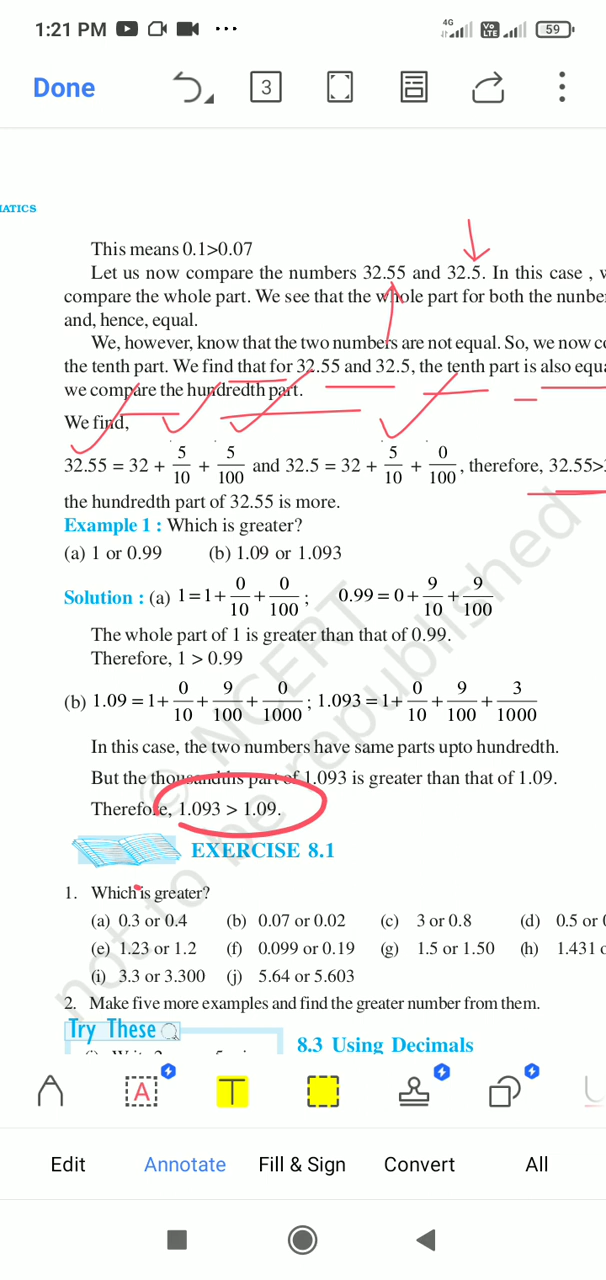 1:21 PM ...
4G Vo LTE 59
Done 3
MATICS
This means 0.1>0.07
Let us now compare the numbers 32.55 and 32.5. In this case , w
compare the whole part. We see that the whole part for both the nunbe
and, hence, equal.
We, however, know that the two numbers are not equal. So, we now co
the tenth part. We find that for 32.55 and 32.5, the tenth part is also equa
we compare the hundredth part.
We find,
32.55 = 32 + 5/10 + 5/100 and 32.5 = 32 + 5/10 + 0/100, therefore, 32.55>
the hundredth part of 32.55 is more.
Example 1 : Which is greater?
(a) 1 or 0.99 (b) 1.09 or 1.093
Solution : (a) 1=1+ 0/10 + 0/100 ; 0.99=0+ 9/10 + 9/100
The whole part of 1 is greater than that of 0.99.
Therefore, 1 > 0.99
(b) 1.09 =1+ 0/10 + 9/100 + 0/1000 ; 1.093=1+ 0/10 + 9/100 + 3/1000
In this case, the two numbers have same parts upto hundredth.
But the thousandths part of 1.093 is greater than that of 1.09.
Therefore, 1.093 > 1.09.
EXERCISE 8.1
1. Which is greater?
(a) 0.3 or 0.4 (b) 0.07 or 0.02 (c) 3 or 0.8 (d) 0.5 or
(e) 1.23 or 1.2 (f) 0.099 or 0.19 (g) 1.5 or 1.50 (h) 1.431 o
(i) 3.3 or 3.300 (j) 5.64 or 5.603
2. Make five more examples and find the greater number from them.
Try These
8.3 Using Decimals
© NCERT
not to be republished
A T
Edit Annotate Fill & Sign Convert All